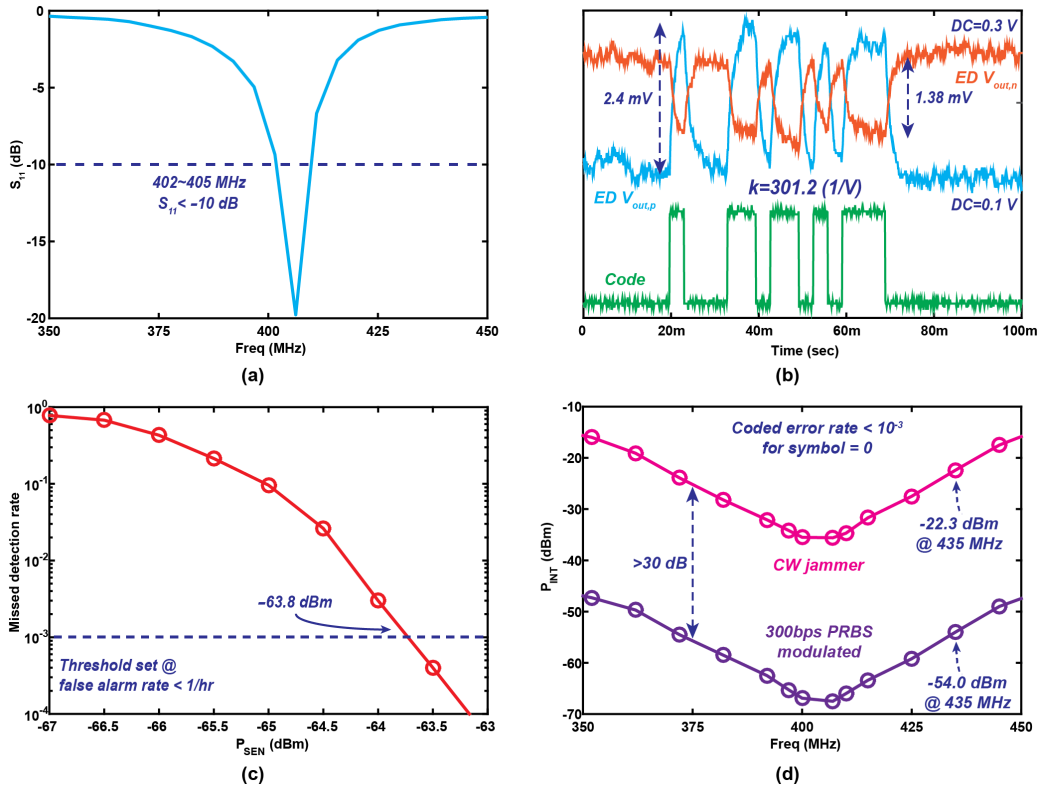 0
-5
-10
-15
-20
S11 (dB)
402~405 MHz
S11< −10 dB
350
375
400
425
450
Freq (MHz)
(a)
DC=0.3 V
2.4 mV
ED Vout,n
1.38 mV
ED Vout,p
k=301.2 (1/V)
DC=0.1 V
Code
0
20m
40m
60m
80m
100m
Time (sec)
(b)
10^0
10^-1
10^-2
10^-3
10^-4
Missed detection rate
−63.8 dBm
Threshold set @
false alarm rate < 1/hr
-67
-66.5
-66
-65.5
-65
-64.5
-64
-63.5
-63
PSEN (dBm)
(c)
-10
-20
-30
-40
-50
-60
-70
PINT (dBm)
Coded error rate < 10^-3
for symbol = 0
-22.3 dBm
@ 435 MHz
>30 dB
CW jammer
300bps PRBS
modulated
-54.0 dBm
@ 435 MHz
350
375
400
425
450
Freq (MHz)
(d)